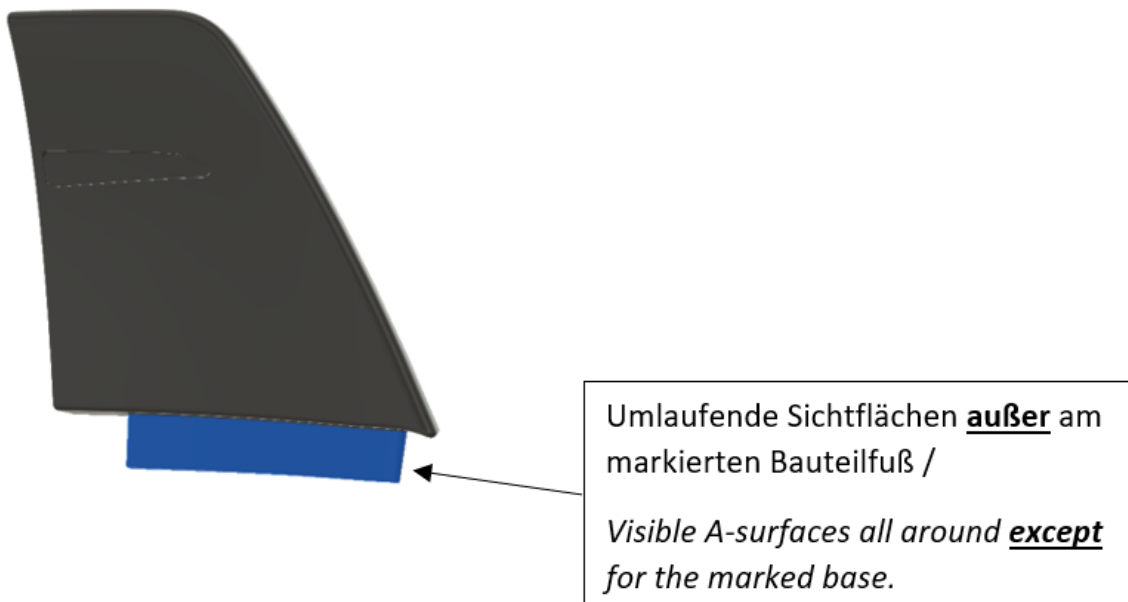 Umlaufende Sichtflächen außer am
markierten Bauteilfuß /
Visible A-surfaces all around except
for the marked base.